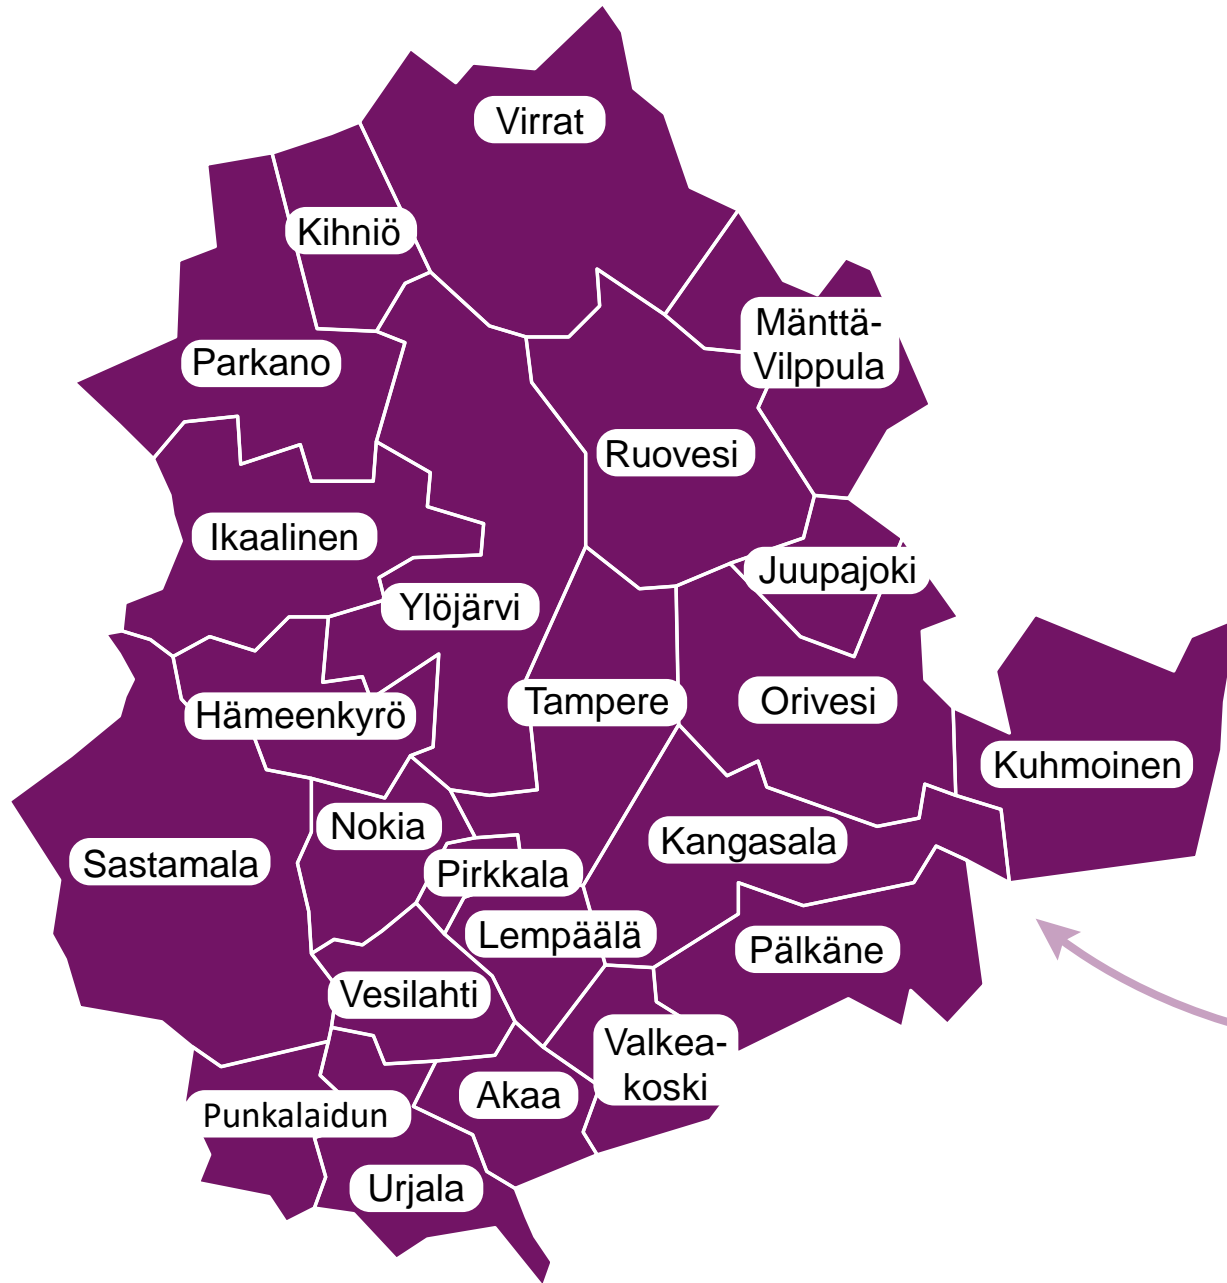 Virrat
Kihniö
Mänttä-
Vilppula
Parkano
Ruovesi
Ikaalinen
Juupajoki
Ylöjärvi
Tampere
Orivesi
Hämeenkyrö
Kuhmoinen
Nokia
Kangasala
Sastamala
Pirkkala
Lempäälä
Pälkäne
Vesilahti
Valkea-
koski
Akaa
Punkalaidun
Urjala